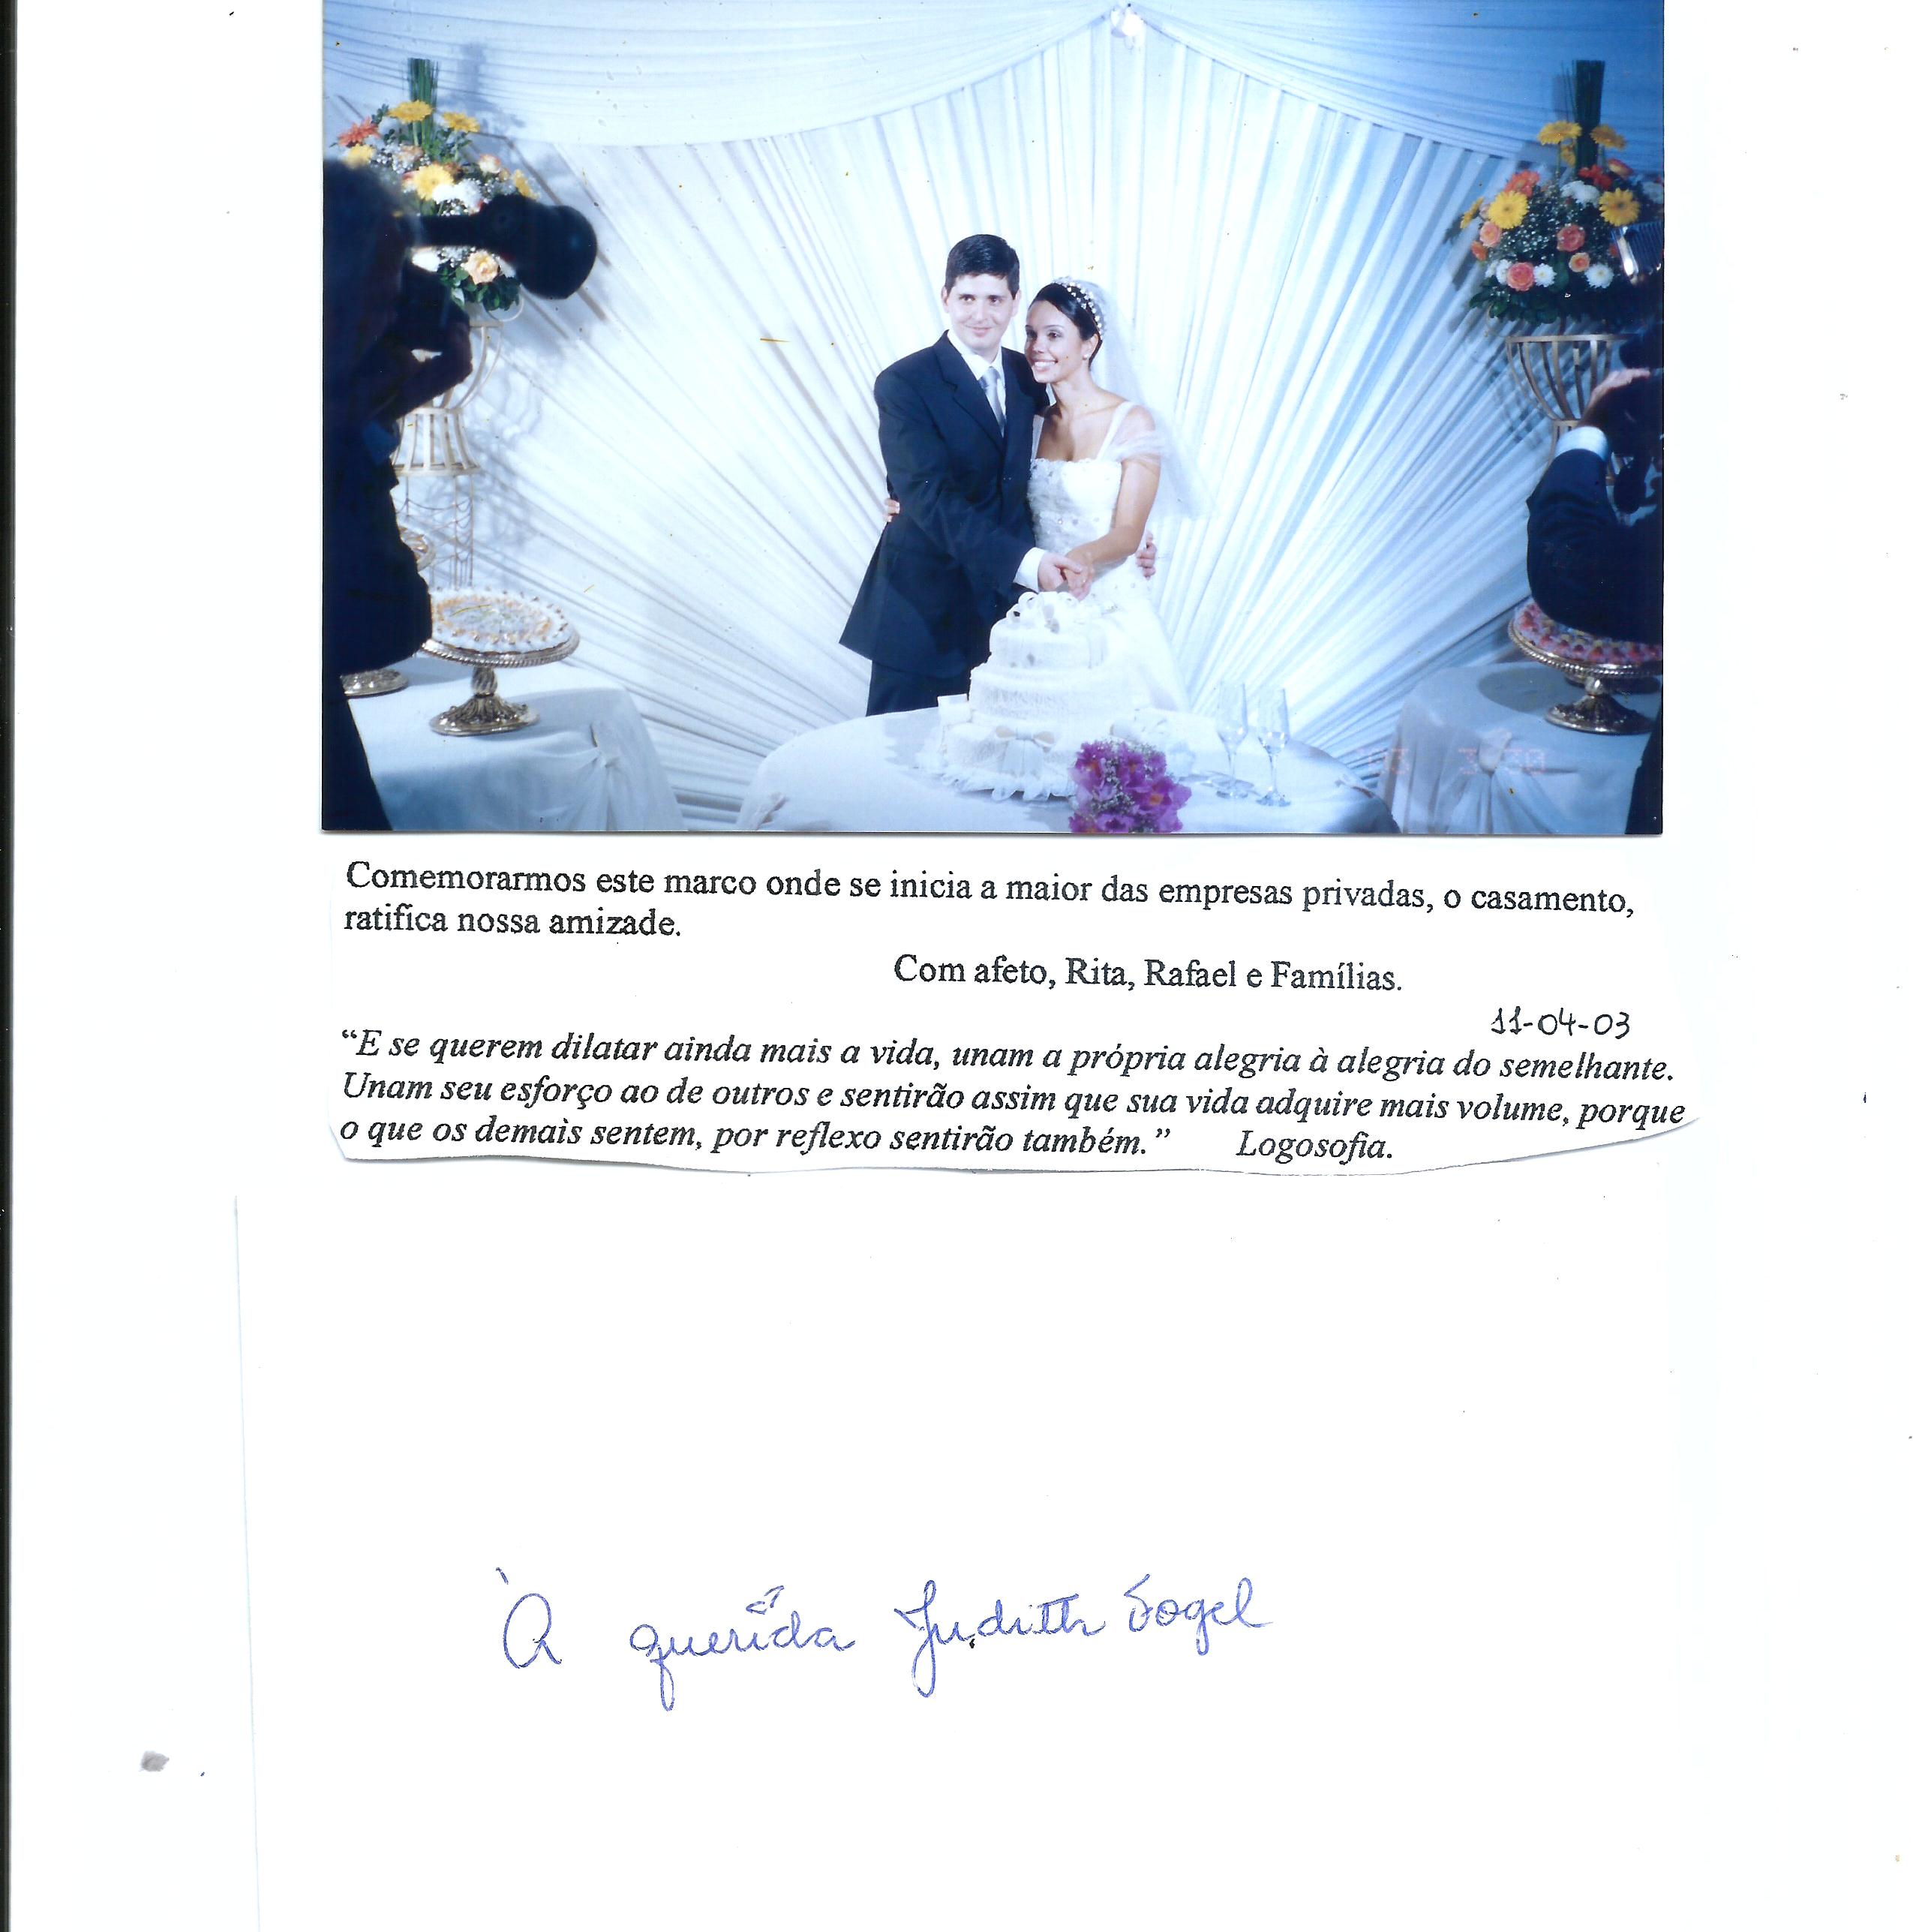 Comemorarmos este marco onde se inicia a maior das empresas privadas, o casamento,
ratifica nossa amizade.
Com afeto, Rita, Rafael e Famílias.
11-04-03
“E se querem dilatar ainda mais a vida, unam a própria alegria à alegria do semelhante.
Unam seu esforço ao de outros e sentirão assim que sua vida adquire mais volume, porque
o que os demais sentem, por reflexo sentirão também.” Logosofia.
À querida Judith